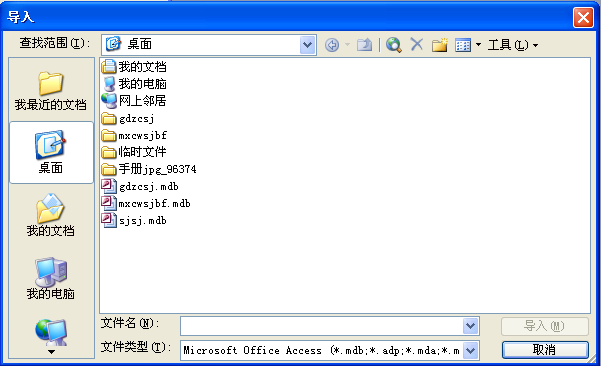 导入
查找范围(I):
桌面
工具(L)
我最近的文档
桌面
我的文档
我的电脑
我的文档
我的电脑
网上邻居
gdzcsj
mxcwsjbf
临时文件
手册jpg_96374
gdzcsj.mdb
mxcwsjbf.mdb
sjsj.mdb
文件名(N):
导入(M)
文件类型(T):
Microsoft Office Access (*.mdb;*.adp;*.mda;*.m
取消